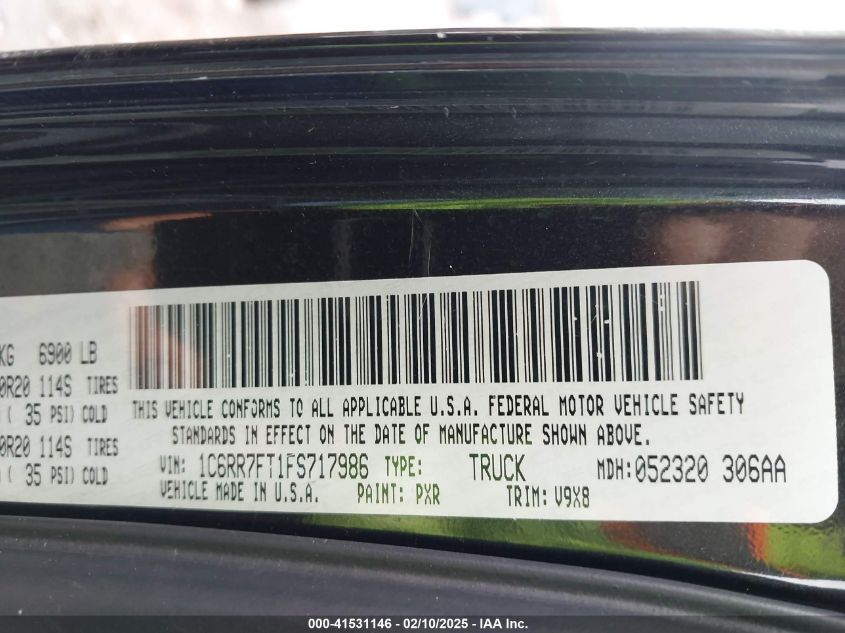 KG 6900 LB
0R20 114S TIRES
( 35 PSI) COLD
0R20 114S TIRES
( 35 PSI) COLD
THIS VEHICLE CONFORMS TO ALL APPLICABLE U.S.A. FEDERAL MOTOR VEHICLE SAFETY
STANDARDS IN EFFECT ON THE DATE OF MANUFACTURE SHOWN ABOVE.
VIN: 1C6RR7FT1FS717986 TYPE: TRUCK MDH:052320 306AA
VEHICLE MADE IN U.S.A. PAINT: PXR TRIM: V9X8
000-41531146 - 02/10/2025 - IAA Inc.